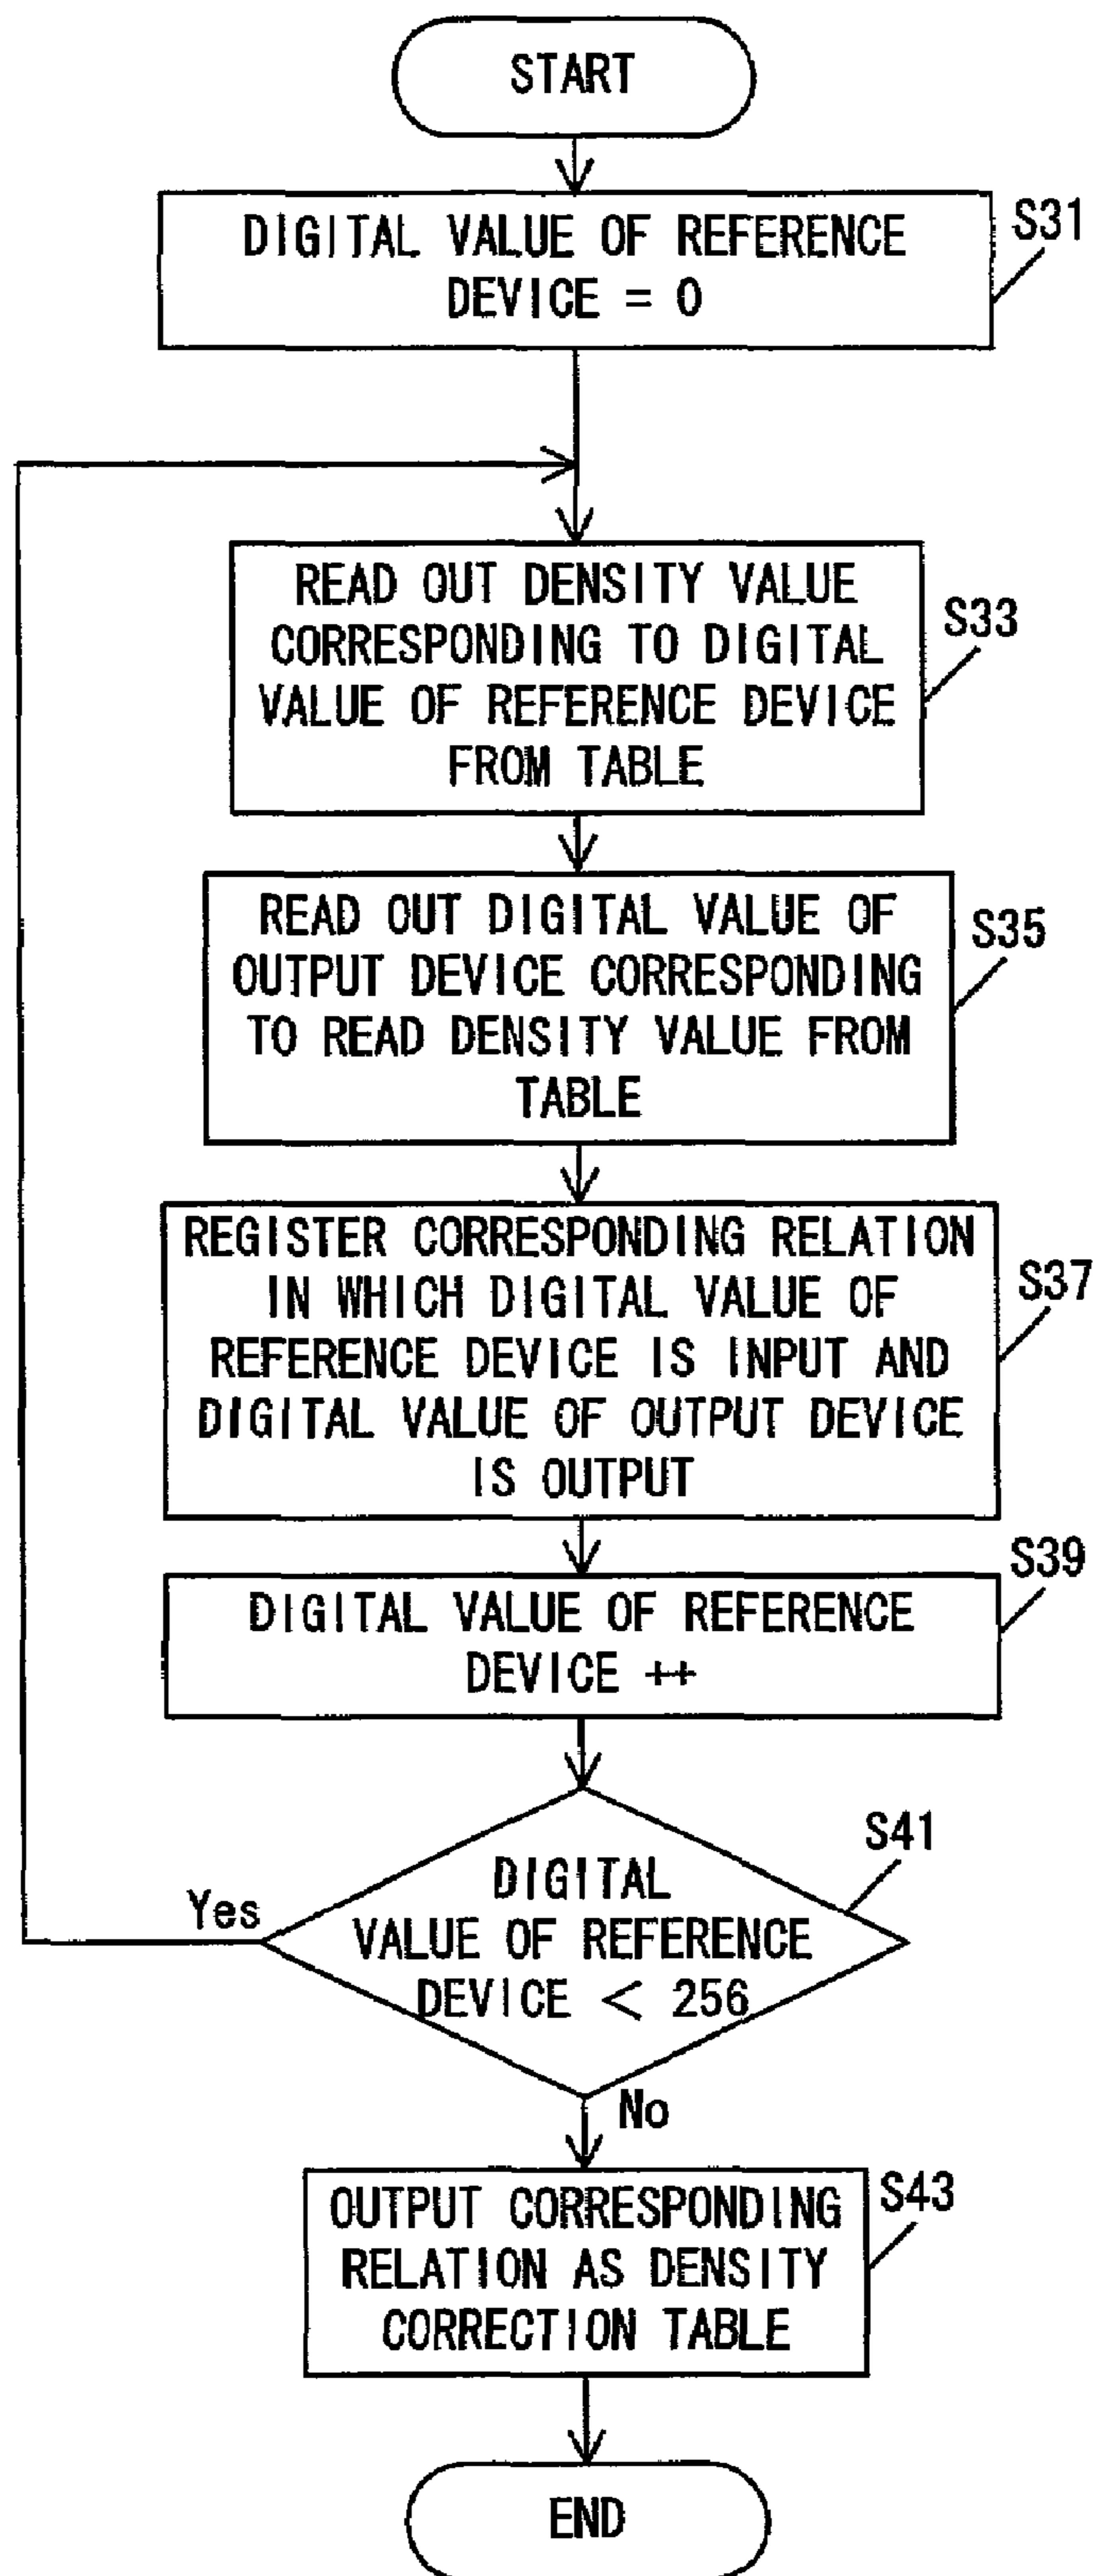 START
DIGITAL VALUE OF REFERENCE
DEVICE = 0
S31
READ OUT DENSITY VALUE
CORRESPONDING TO DIGITAL
VALUE OF REFERENCE DEVICE
FROM TABLE
S33
READ OUT DIGITAL VALUE OF
OUTPUT DEVICE CORRESPONDING
TO READ DENSITY VALUE FROM
TABLE
S35
REGISTER CORRESPONDING RELATION
IN WHICH DIGITAL VALUE OF
REFERENCE DEVICE IS INPUT AND
DIGITAL VALUE OF OUTPUT DEVICE
IS OUTPUT
S37
DIGITAL VALUE OF REFERENCE
DEVICE ++
S39
DIGITAL
VALUE OF REFERENCE
DEVICE < 256
S41
Yes
No
OUTPUT CORRESPONDING
RELATION AS DENSITY
CORRECTION TABLE
S43
END